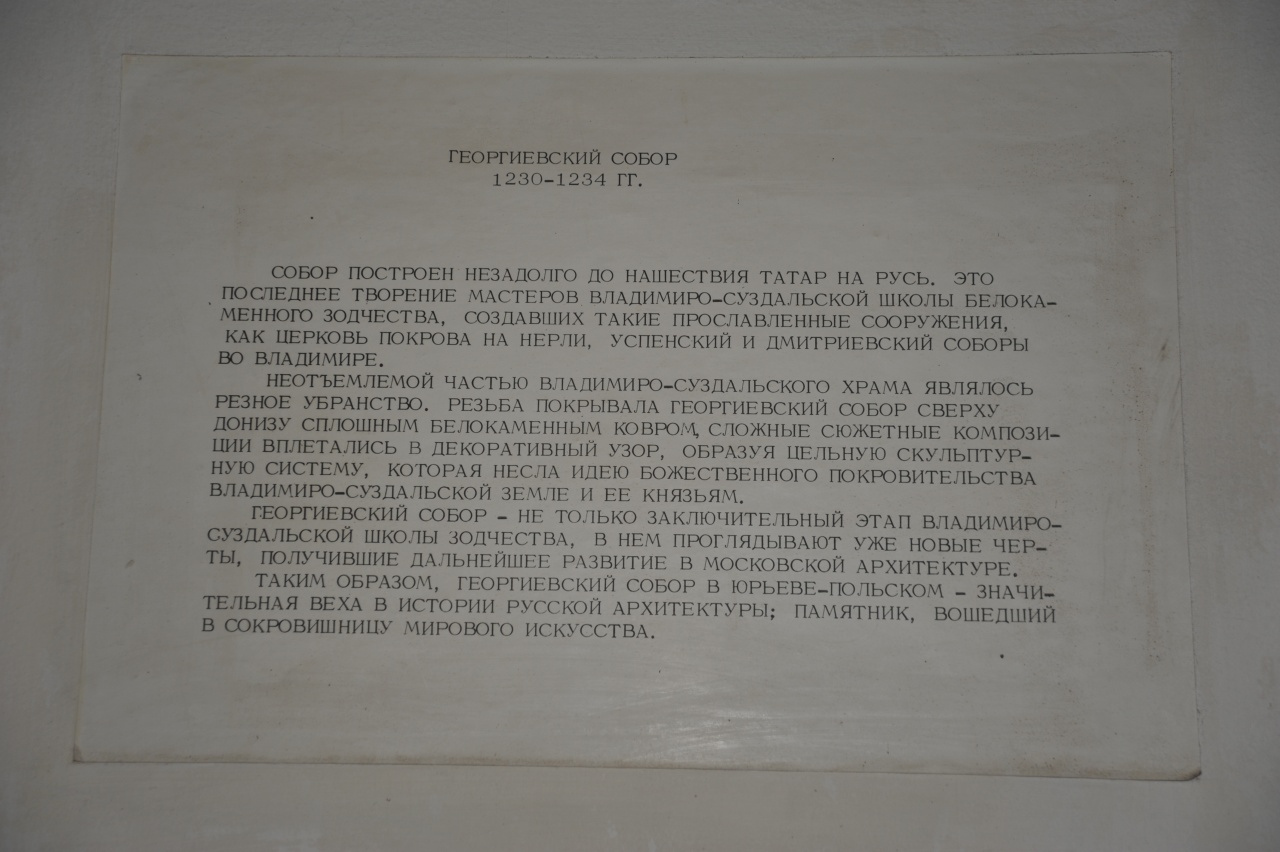 ГЕОРГИЕВСКИЙ СОБОР
1230-1234 ГГ.
СОБОР ПОСТРОЕН НЕЗАДОЛГО ДО НАШЕСТВИЯ ТАТАР НА РУСЬ. ЭТО
ПОСЛЕДНЕЕ ТВОРЕНИЕ МАСТЕРОВ ВЛАДИМИРО-СУЗДАЛЬСКОЙ ШКОЛЫ БЕЛОКА-
МЕННОГО ЗОДЧЕСТВА, СОЗДАВШИХ ТАКИЕ ПРОСЛАВЛЕННЫЕ СООРУЖЕНИЯ,
КАК ЦЕРКОВЬ ПОКРОВА НА НЕРЛИ, УСПЕНСКИЙ И ДМИТРИЕВСКИЙ СОБОРЫ
ВО ВЛАДИМИРЕ.
НЕОТЪЕМЛЕМОЙ ЧАСТЬЮ ВЛАДИМИРО-СУЗДАЛЬСКОГО ХРАМА ЯВЛЯЛОСЬ
РЕЗНОЕ УБРАНСТВО. РЕЗЬБА ПОКРЫВАЛА ГЕОРГИЕВСКИЙ СОБОР СВЕРХУ
ДОНИЗУ СПЛОШНЫМ БЕЛОКАМЕННЫМ КОВРОМ, СЛОЖНЫЕ СЮЖЕТНЫЕ КОМПОЗИ-
ЦИИ ВПЛЕТАЛИСЬ В ДЕКОРАТИВНЫЙ УЗОР, ОБРАЗУЯ ЦЕЛЬНУЮ СКУЛЬПТУР-
НУЮ СИСТЕМУ, КОТОРАЯ НЕСЛА ИДЕЮ БОЖЕСТВЕННОГО ПОКРОВИТЕЛЬСТВА
ВЛАДИМИРО-СУЗДАЛЬСКОЙ ЗЕМЛЕ И ЕЕ КНЯЗЬЯМ.
ГЕОРГИЕВСКИЙ СОБОР - НЕ ТОЛЬКО ЗАКЛЮЧИТЕЛЬНЫЙ ЭТАП ВЛАДИМИРО-
СУЗДАЛЬСКОЙ ШКОЛЫ ЗОДЧЕСТВА, В НЕМ ПРОГЛЯДЫВАЮТ УЖЕ НОВЫЕ ЧЕР-
ТЫ, ПОЛУЧИВШИЕ ДАЛЬНЕЙШЕЕ РАЗВИТИЕ В МОСКОВСКОЙ АРХИТЕКТУРЕ.
ТАКИМ ОБРАЗОМ, ГЕОРГИЕВСКИЙ СОБОР В ЮРЬЕВЕ-ПОЛЬСКОМ - ЗНАЧИ-
ТЕЛЬНАЯ ВЕХА В ИСТОРИИ РУССКОЙ АРХИТЕКТУРЫ; ПАМЯТНИК, ВОШЕДШИЙ
В СОКРОВИШНИЦУ МИРОВОГО ИСКУССТВА.